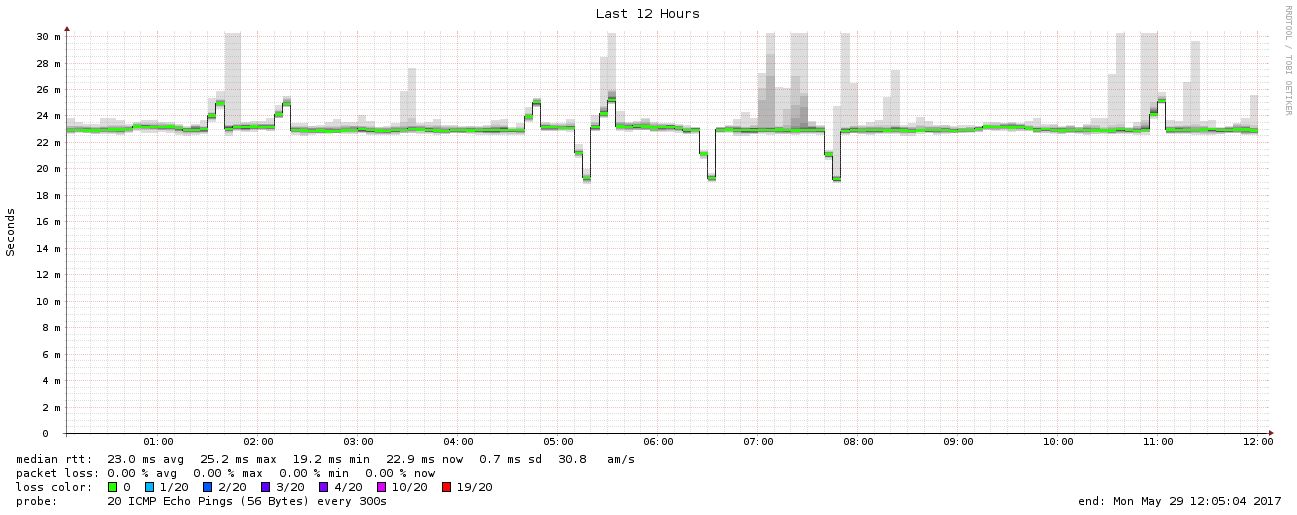 Last 12 Hours
RRDTOOL / TOBI OETIKER
Seconds
30 m
28 m
26 m
24 m
22 m
20 m
18 m
16 m
14 m
12 m
10 m
8 m
6 m
4 m
2 m
0
01:00 02:00 03:00 04:00 05:00 06:00 07:00 08:00 09:00 10:00 11:00 12:00
median rtt: 23.0 ms avg 25.2 ms max 19.2 ms min 22.9 ms now 0.7 ms sd 30.8 am/s
packet loss: 0.00 % avg 0.00 % max 0.00 % min 0.00 % now
loss color: 0 1/20 2/20 3/20 4/20 10/20 19/20
probe: 20 ICMP Echo Pings (56 Bytes) every 300s end: Mon May 29 12:05:04 2017